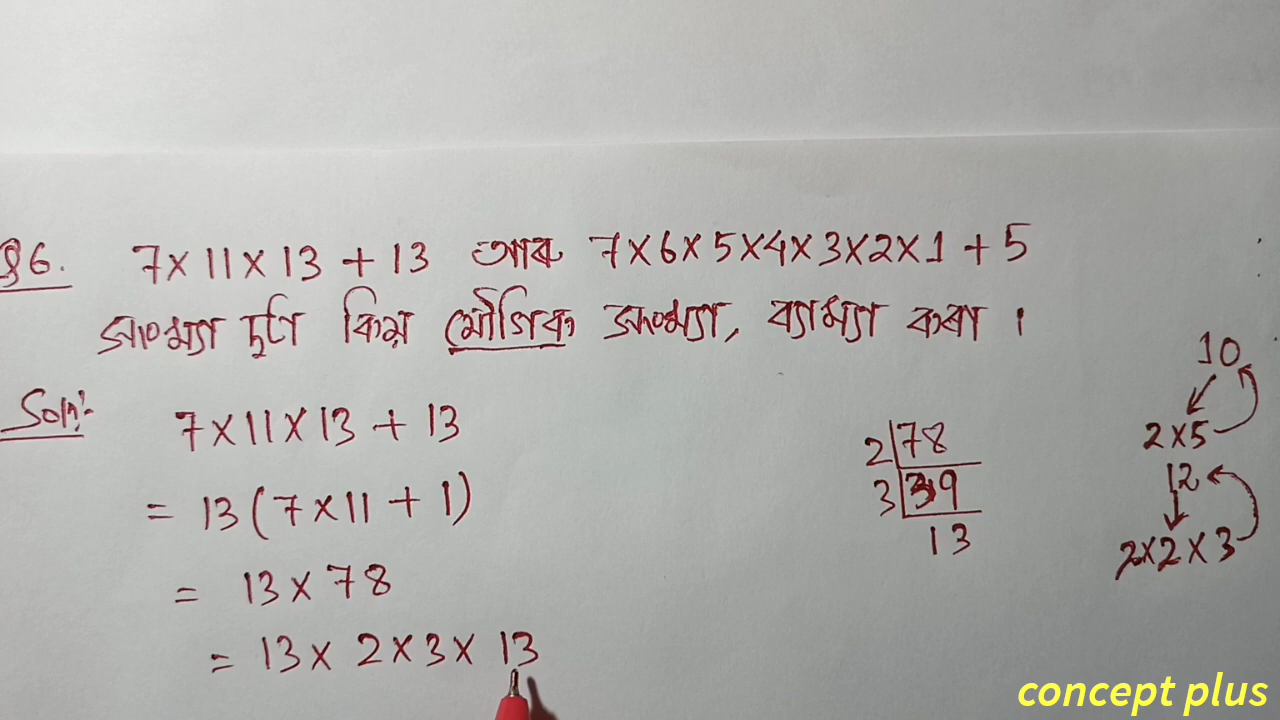 Q6. 7×11×13 + 13 আৰু 7×6×5×4×3×2×1 + 5
সংখ্যা দুটি কিয় যৌগিক সংখ্যা, ব্যাখ্যা কৰা ।
Soln:- 7×11×13 + 13
= 13(7×11 + 1)
= 13×78
= 13× 2×3× 13
2|78
3|39
13
10
2×5
12
2×2×3
concept plus